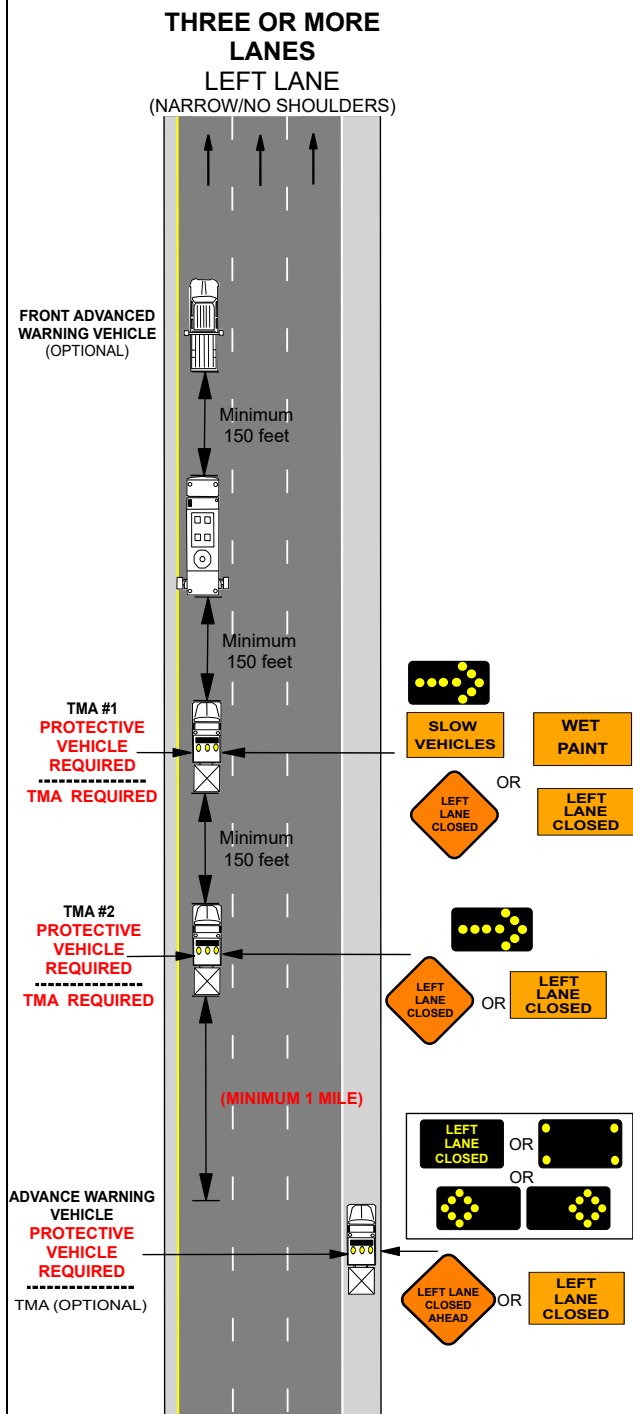 THREE OR MORE
LANES
LEFT LANE
(NARROW/NO SHOULDERS)
FRONT ADVANCED
WARNING VEHICLE
(OPTIONAL)
Minimum
150 feet
Minimum
150 feet
TMA #1
PROTECTIVE
VEHICLE
REQUIRED
TMA REQUIRED
SLOW
VEHICLES
WET
PAINT
LEFT
LANE
CLOSED
OR
LEFT
LANE
CLOSED
Minimum
150 feet
TMA #2
PROTECTIVE
VEHICLE
REQUIRED
TMA REQUIRED
LEFT
LANE
CLOSED
OR
LEFT
LANE
CLOSED
(MINIMUM 1 MILE)
LEFT
LANE
CLOSED
OR
OR
ADVANCE WARNING
VEHICLE
PROTECTIVE
VEHICLE
REQUIRED
TMA (OPTIONAL)
LEFT LANE
CLOSED
AHEAD
OR
LEFT
LANE
CLOSED